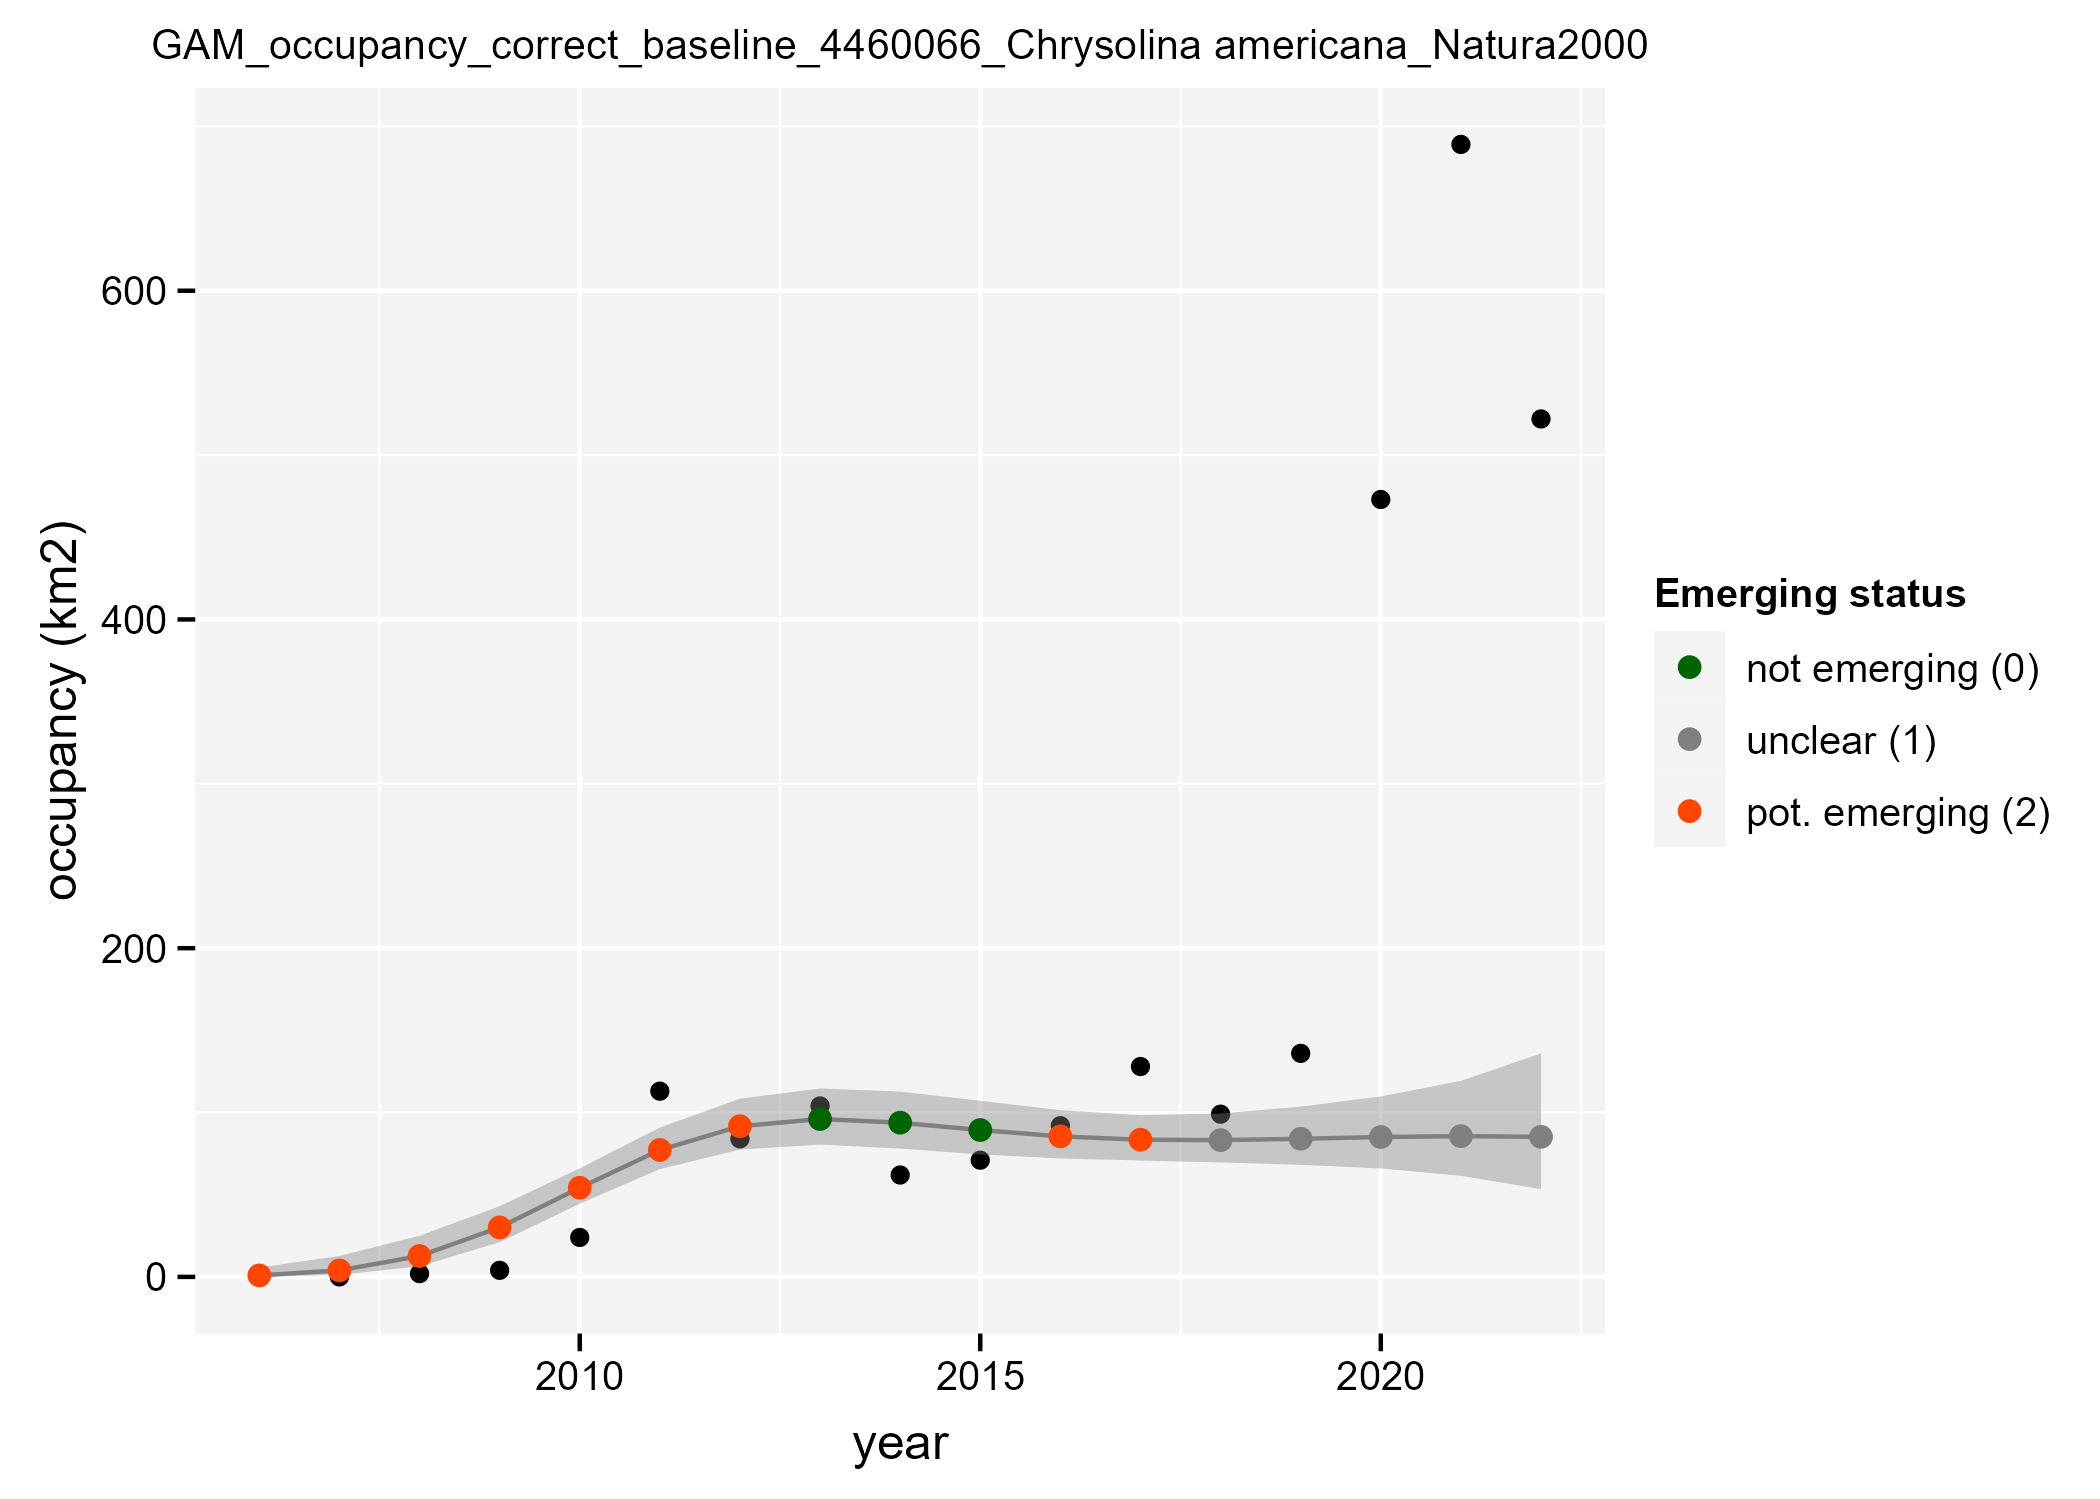 GAM_occupancy_correct_baseline_4460066_Chrysolina americana_Natura2000
600
400
200
0
occupancy (km2)
2010
2015
2020
year
Emerging status
not emerging (0)
unclear (1)
pot. emerging (2)